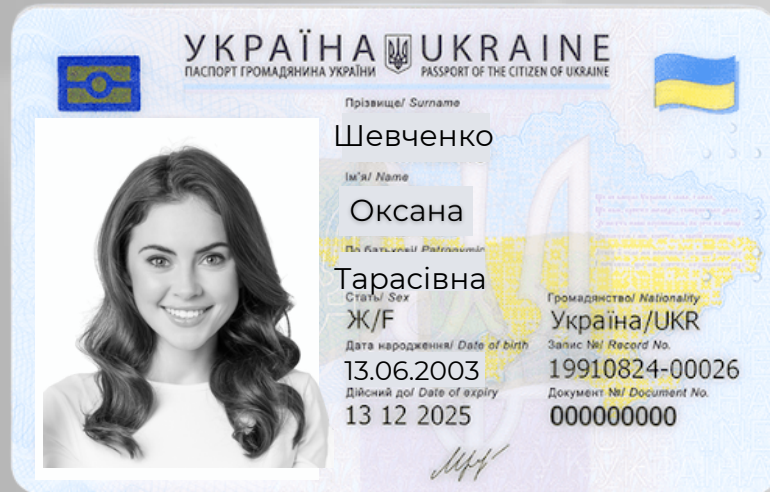 УКРАЇНА UKRAINE
ПАСПОРТ ГРОМАДЯНИНА УКРАЇНИ PASSPORT OF THE CITIZEN OF UKRAINE
Прізвище/ Surname
Шевченко
Ім'я/ Name
Оксана
По батькові/ Patronymic
Тарасівна
Стать/ Sex Громадянство/ Nationality
Ж/F Україна/UKR
Дата народження/ Date of birth Запис №/ Record No.
13.06.2003 19910824-00026
Дійсний до/ Date of expiry Документ №/ Document No.
13 12 2025 000000000